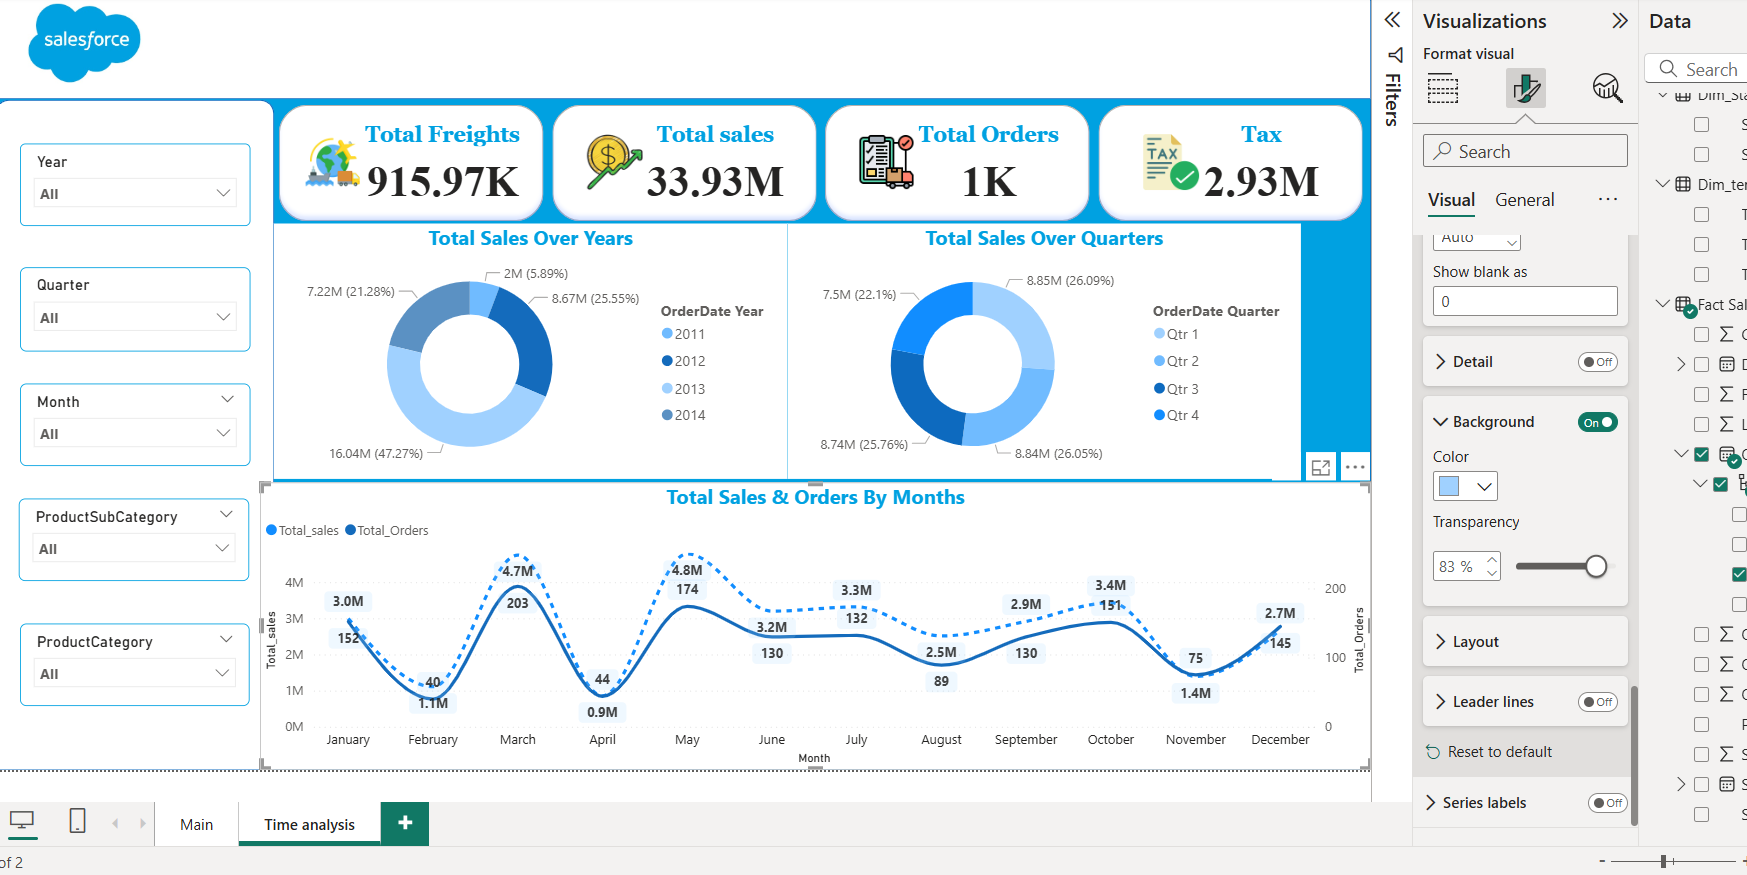 salesforce
Year
All
Quarter
All
Month
All
ProductSubCategory
All
ProductCategory
All
Total Freights
915.97K
Total sales
33.93M
Total Orders
1K
TAX
Tax
2.93M
Total Sales Over Years
2M (5.89%)
7.22M (21.28%)
8.67M (25.55%)
16.04M (47.27%)
OrderDate Year
2011
2012
2013
2014
Total Sales Over Quarters
8.85M (26.09%)
7.5M (22.1%)
8.74M (25.76%)
8.84M (26.05%)
OrderDate Quarter
Qtr 1
Qtr 2
Qtr 3
Qtr 4
Total Sales & Orders By Months
Total_sales Total_Orders
Total_sales
4M
3M
2M
1M
0M
3.0M
152
40
1.1M
4.7M
203
44
0.9M
4.8M
174
3.2M
130
3.3M
132
2.5M
89
2.9M
130
3.4M
151
75
1.4M
2.7M
145
200
100
0
Total_Orders
January February March April May June July August September October November December
Month
Main
Time analysis
+
of 2
Filters
Visualizations
Format visual
Search
Visual General
Auto
Show blank as
0
Detail Off
Background On
Color
Transparency
83 %
Layout
Leader lines Off
Reset to default
Series labels Off
Data
Search
Fact Sal